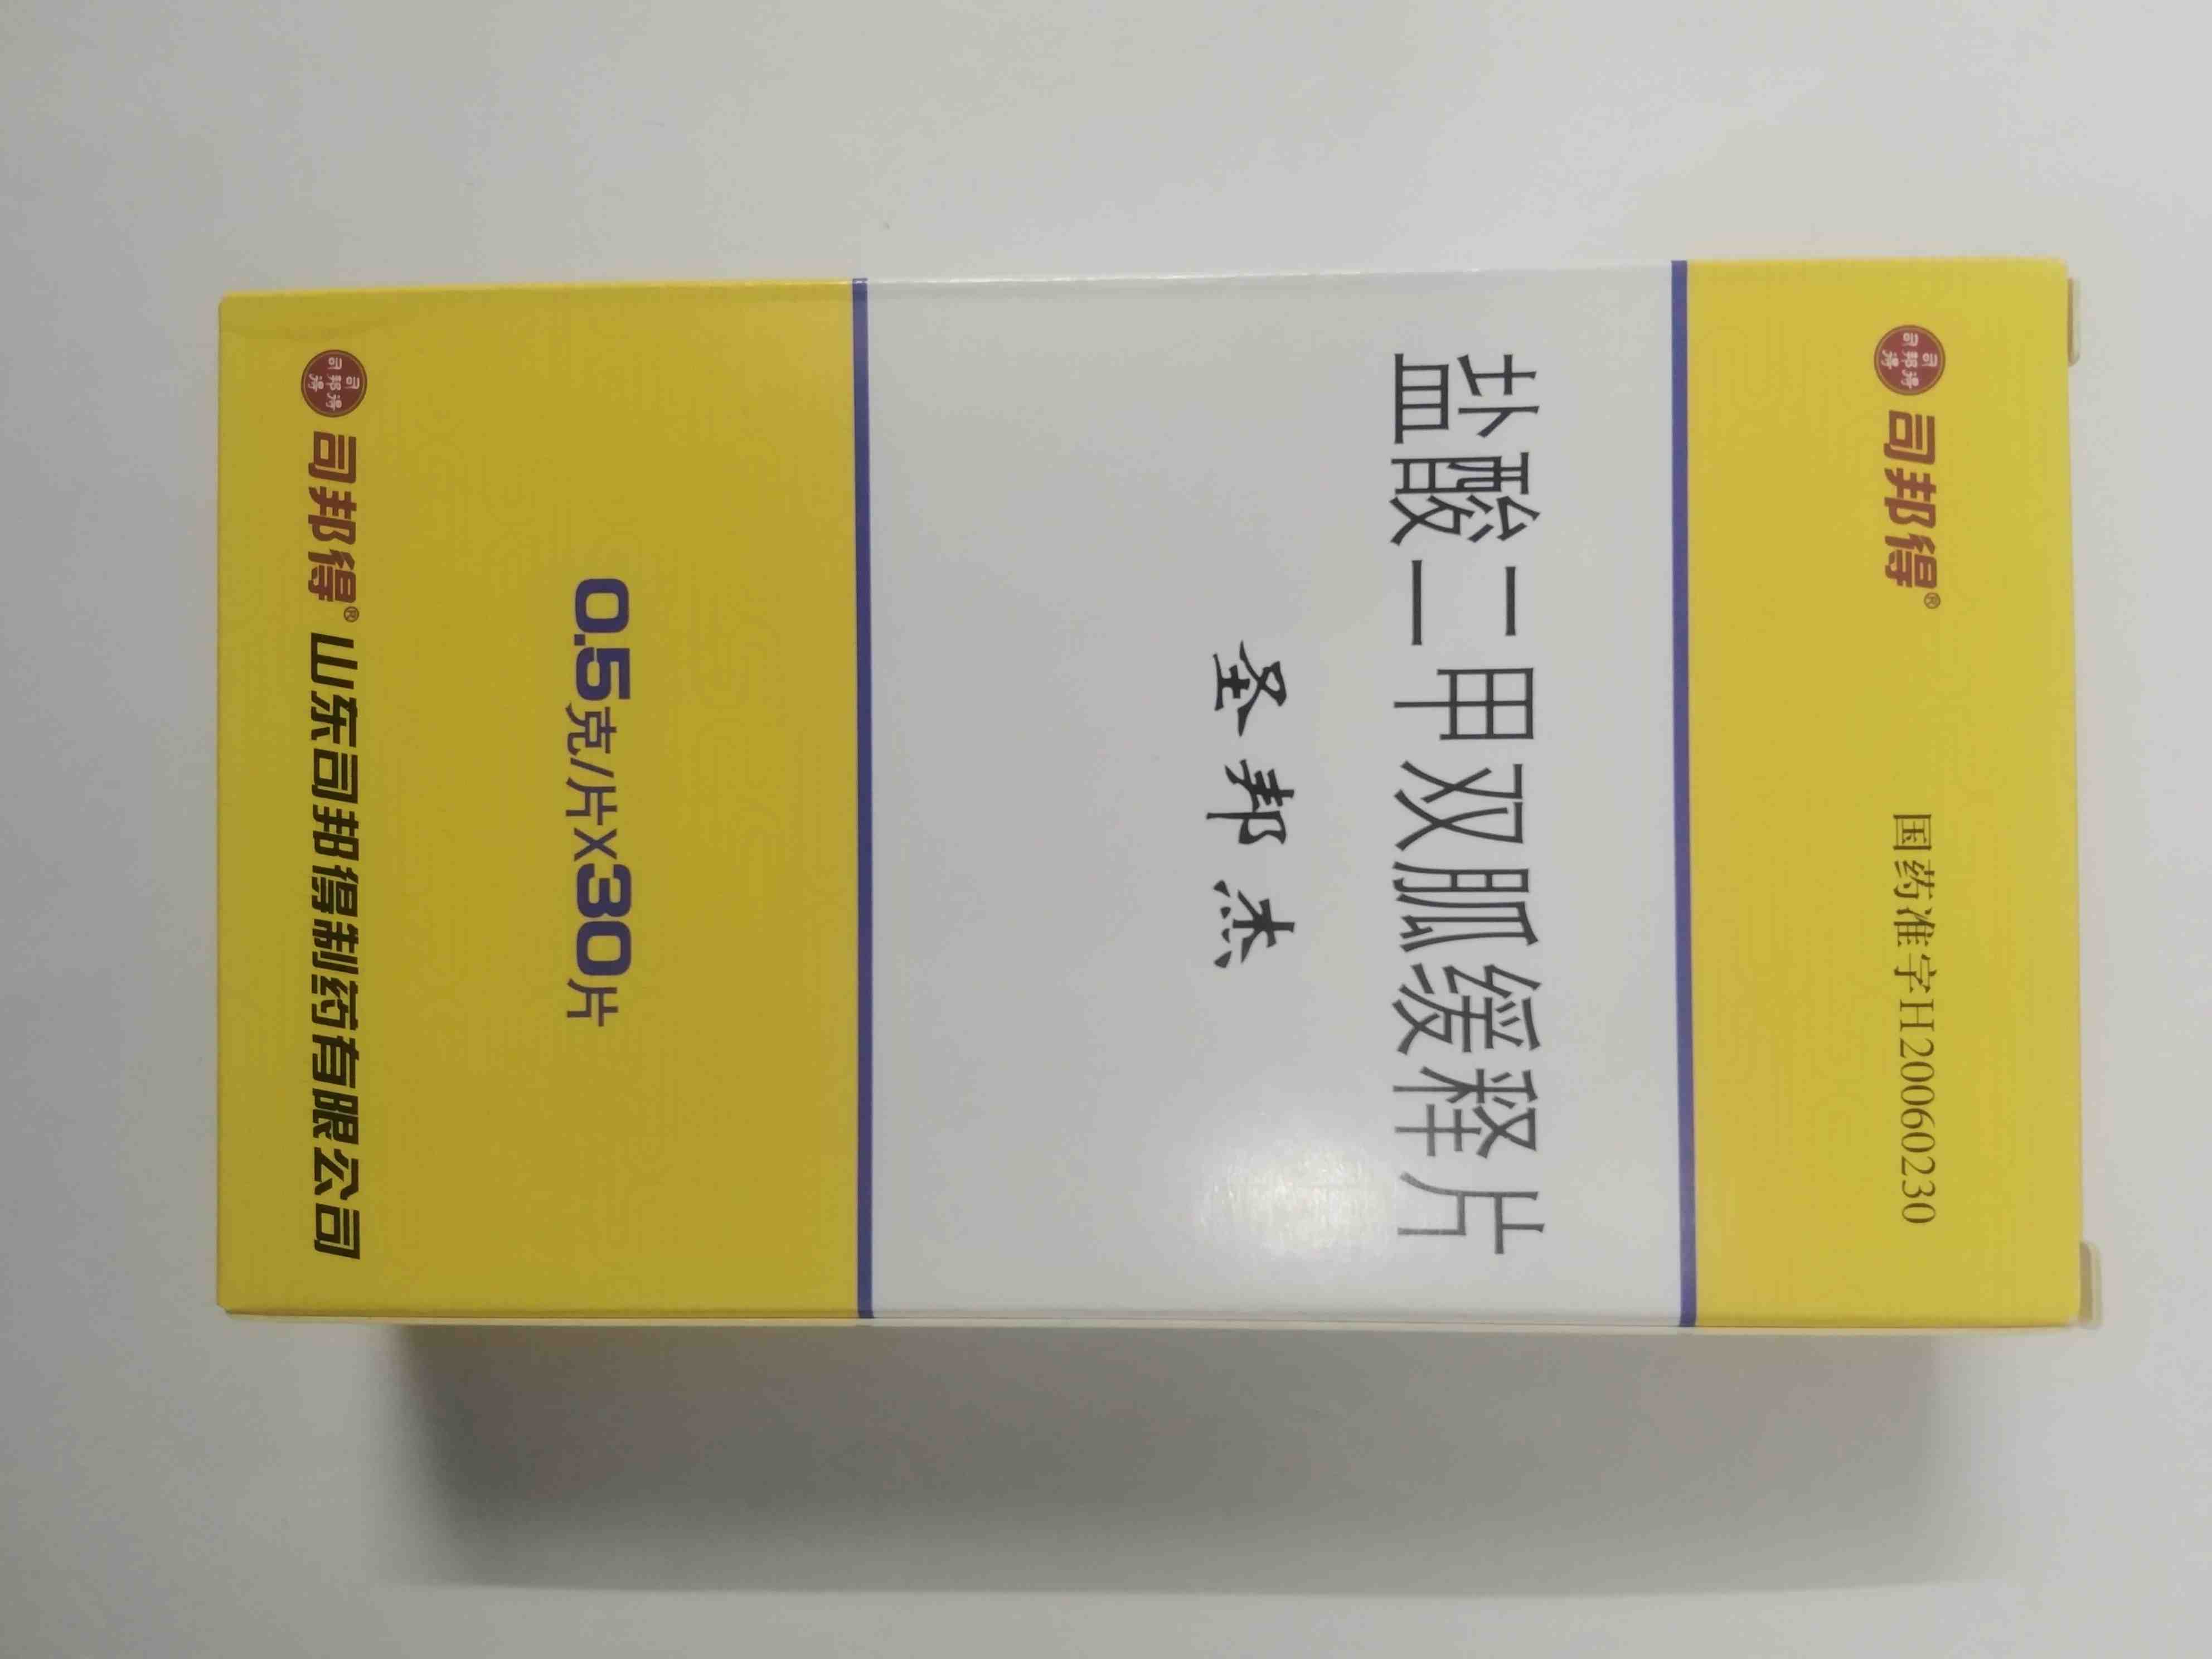 司邦得
司邦得® 国药准字H20060230
盐酸二甲双胍缓释片
圣邦杰
0.5克/片x30片
司邦得
司邦得® 山东司邦得制药有限公司